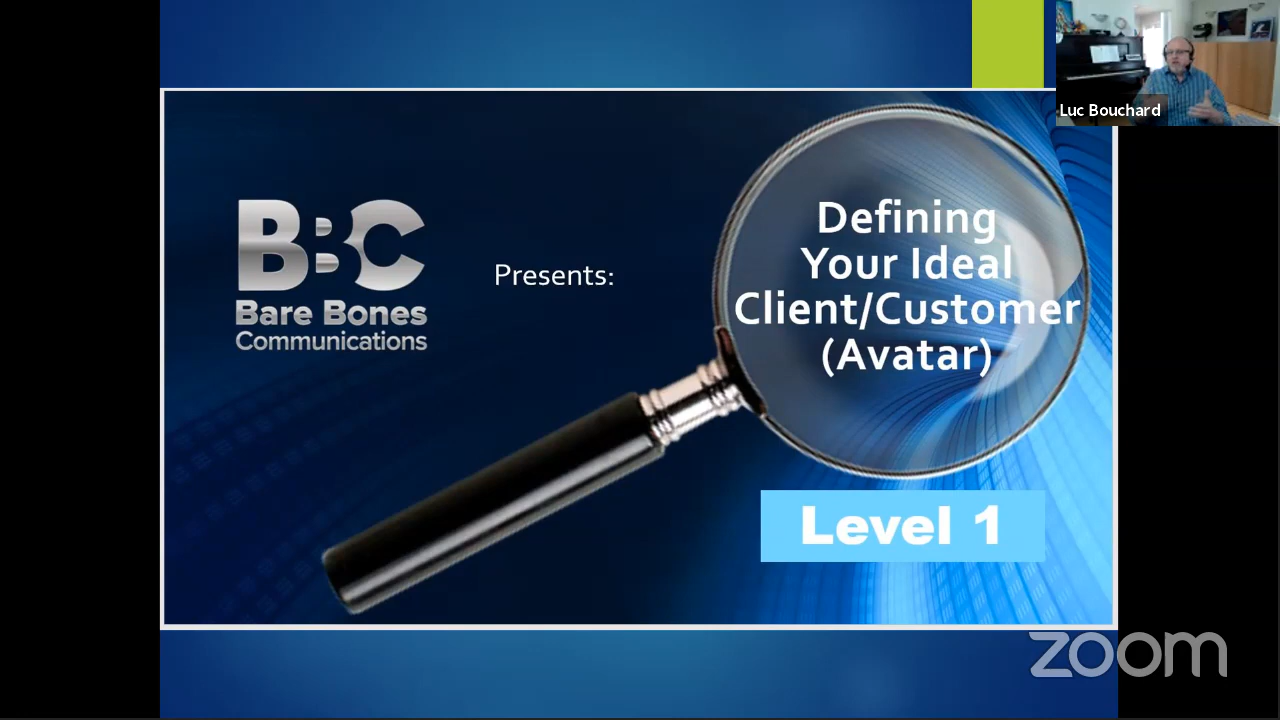 Luc Bouchard
BBC
Bare Bones
Communications
Presents:
Defining
Your Ideal
Client/Customer
(Avatar)
Level 1
zoom